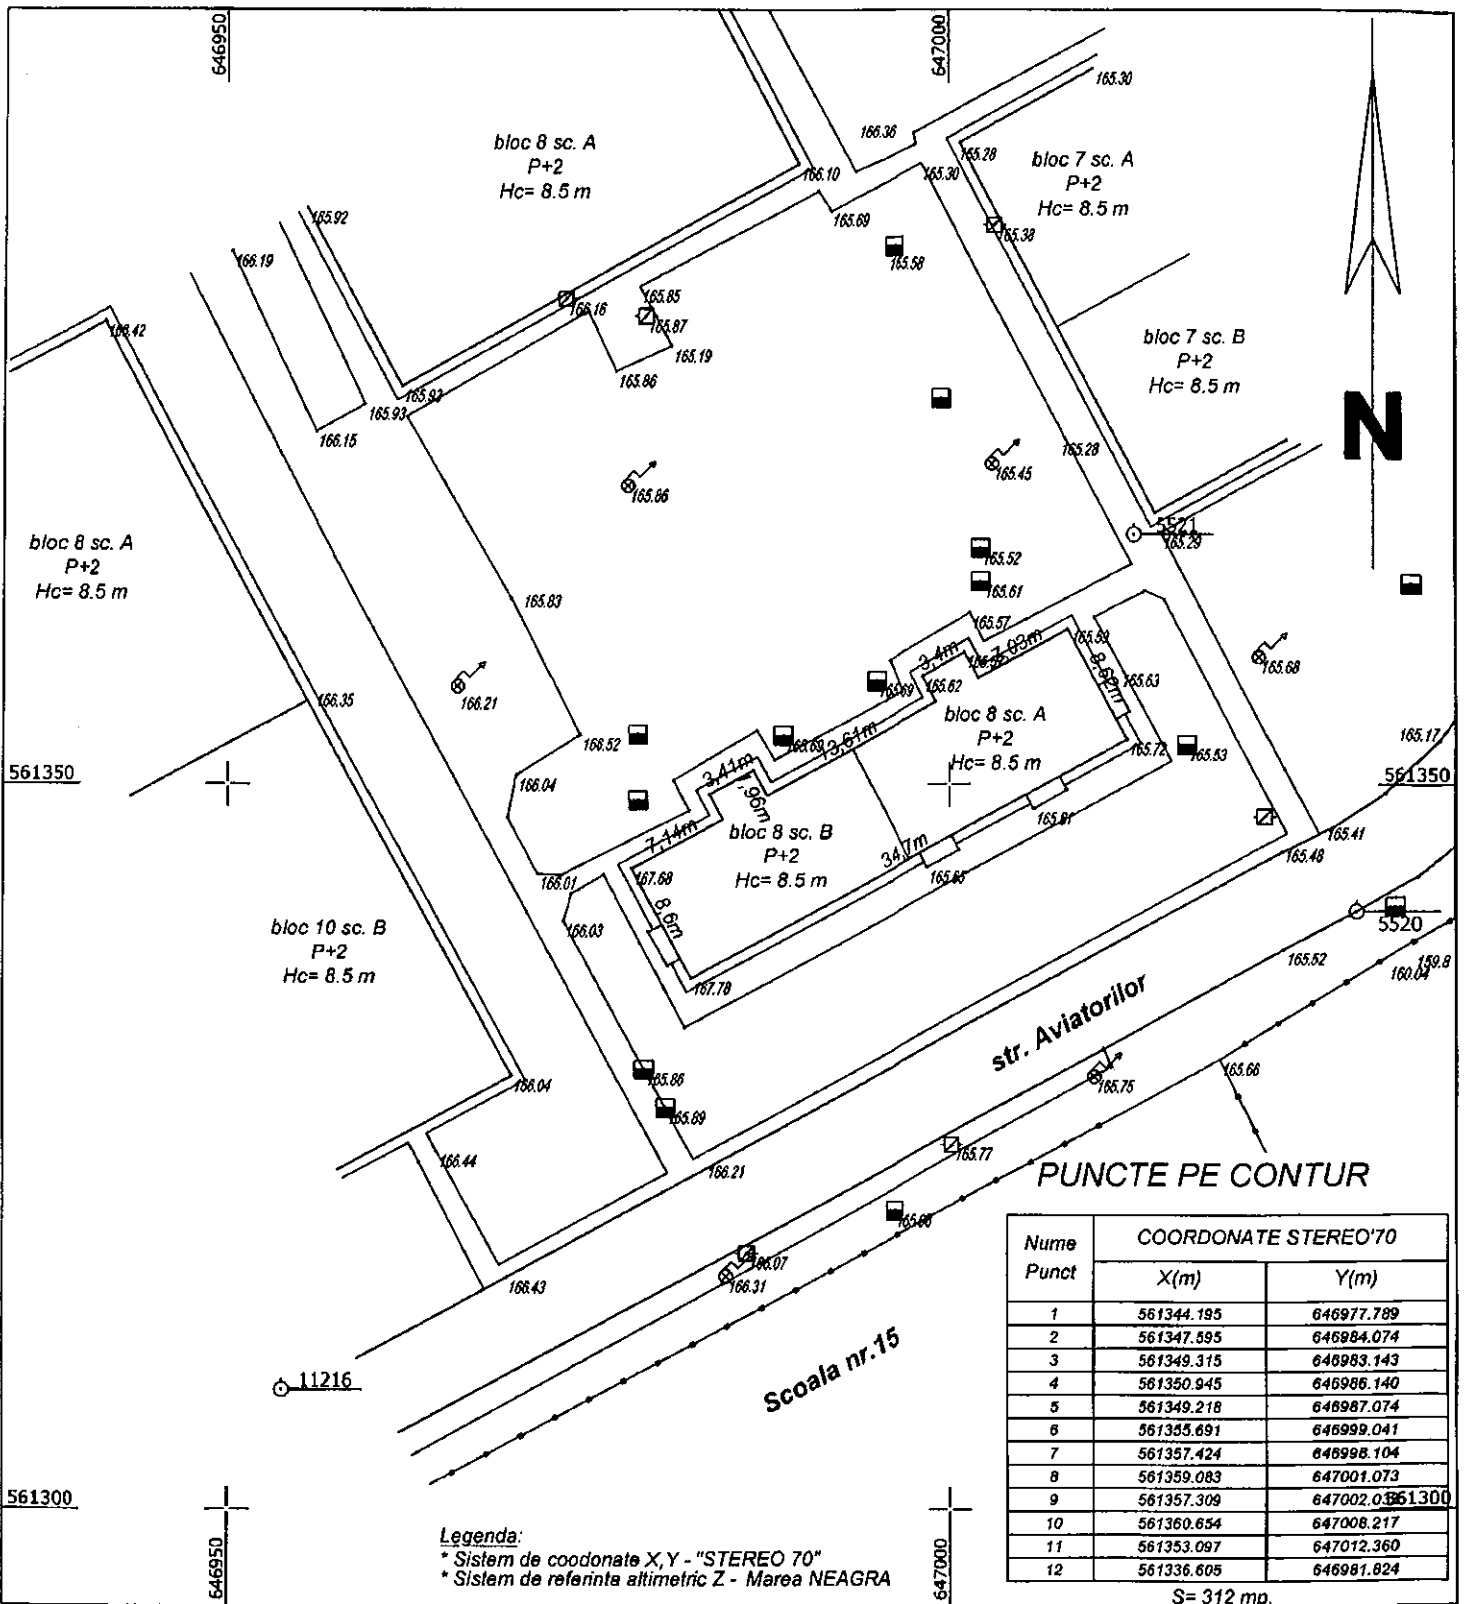 646950
647000
165.30
166.36
165.28
bloc 8 sc. A
P+2
Hc= 8.5 m
bloc 7 sc. A
P+2
Hc= 8.5 m
166.10
165.30
165.92
165.69
165.38
166.19
165.58
165.85
166.16
165.87
166.42
165.19
bloc 7 sc. B
P+2
Hc= 8.5 m
165.86
165.92
165.93
166.15
N
165.28
165.45
165.86
5521
165.29
bloc 8 sc. A
P+2
Hc= 8.5 m
165.52
165.61
165.83
165.57
165.59
3,4m
7,03m
8,62m
165.68
165.63
165.62
165.69
166.35
166.21
bloc 8 sc. A
P+2
Hc= 8.5 m
166.52
165.69
13,61m
165.72
165.53
165.17
561350
561350
3,41m
1,96m
166.04
165.81
bloc 8 sc. B
P+2
Hc= 8.5 m
7,14m
34,7m
165.41
165.48
166.01
167.68
165.65
8,6m
5520
bloc 10 sc. B
P+2
Hc= 8.5 m
166.03
165.52
159.8
160.04
167.78
str. Aviatorilor
165.86
166.04
165.75
165.66
165.89
165.77
166.44
166.21
PUNCTE PE CONTUR
166.07
166.31
166.43
Scoala nr.15
11216
Nume Punct COORDONATE STEREO'70
X(m) Y(m)
1 561344.195 646977.789
2 561347.595 646984.074
3 561349.315 646983.143
4 561350.945 646986.140
5 561349.218 646987.074
6 561355.691 646999.041
7 561357.424 646998.104
8 561359.083 647001.073
9 561357.309
10 561360.654 647008.217
11 561353.097 647012.360
12 561336.605 646981.824
S= 312 mp.
561300
561300
646950
647000
Legenda:
* Sistem de coodonate X,Y - "STEREO 70"
* Sistem de referinta altimetric Z - Marea NEAGRA